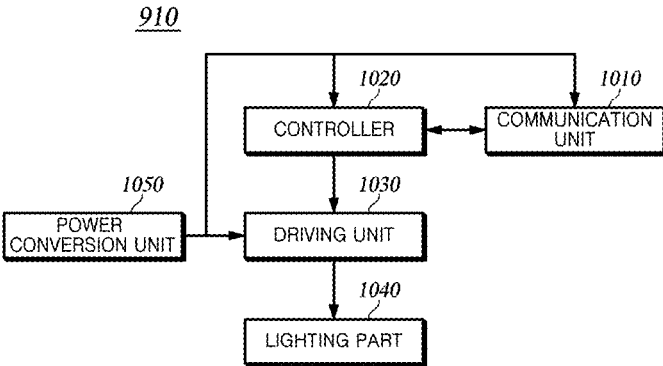 910
1020
CONTROLLER
1010
COMMUNICATION
UNIT
1050
POWER
CONVERSION UNIT
1030
DRIVING UNIT
1040
LIGHTING PART